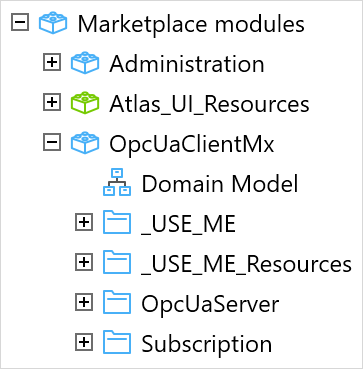 Marketplace modules
Administration
Atlas_UI_Resources
OpcUaClientMx
Domain Model
_USE_ME
_USE_ME_Resources
OpcUaServer
Subscription